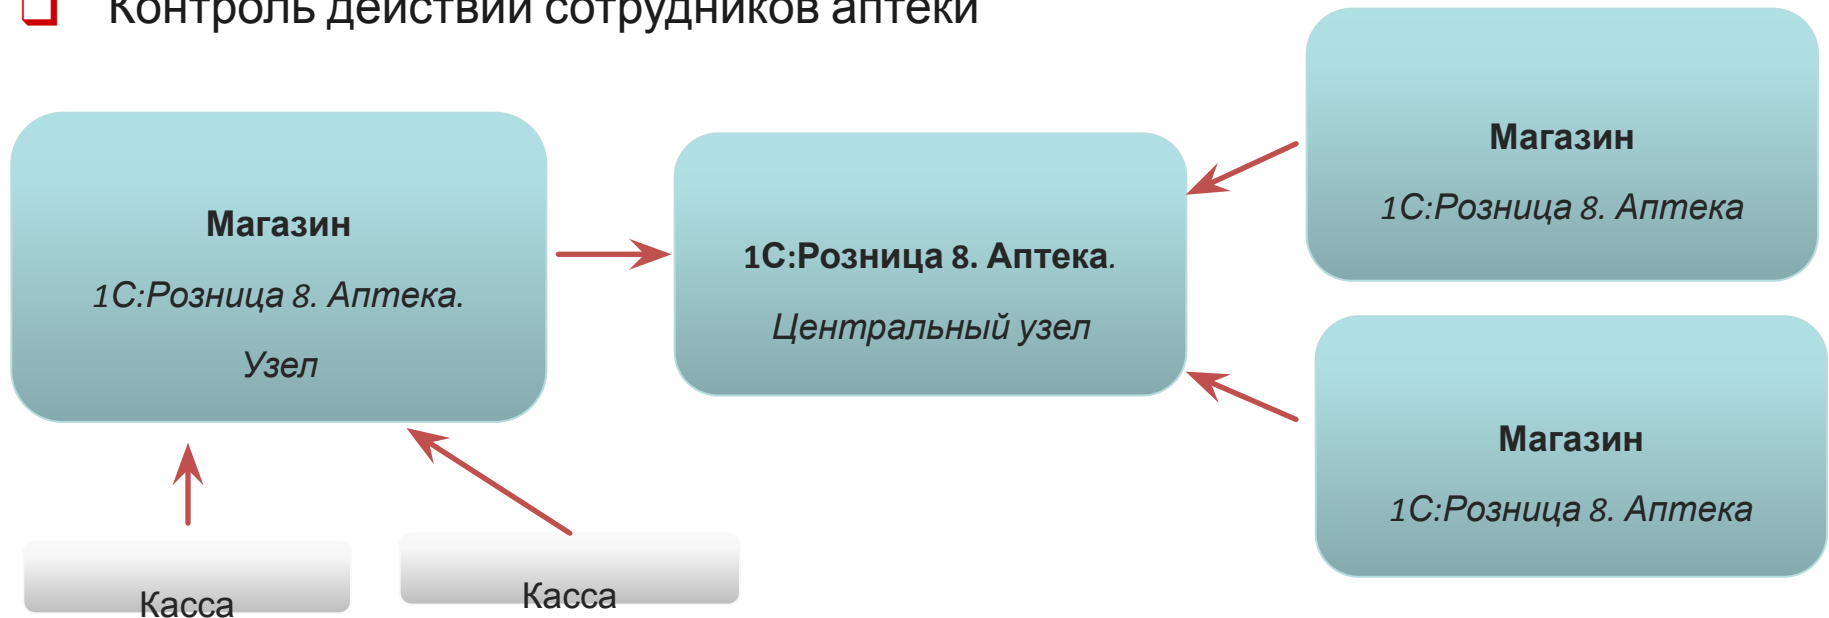 Контроль действий сотрудников аптеки
Магазин
1С:Розница 8. Аптека.
Узел
1С:Розница 8. Аптека.
Центральный узел
Магазин
1С:Розница 8. Аптека
Магазин
1С:Розница 8. Аптека
Касса
Касса